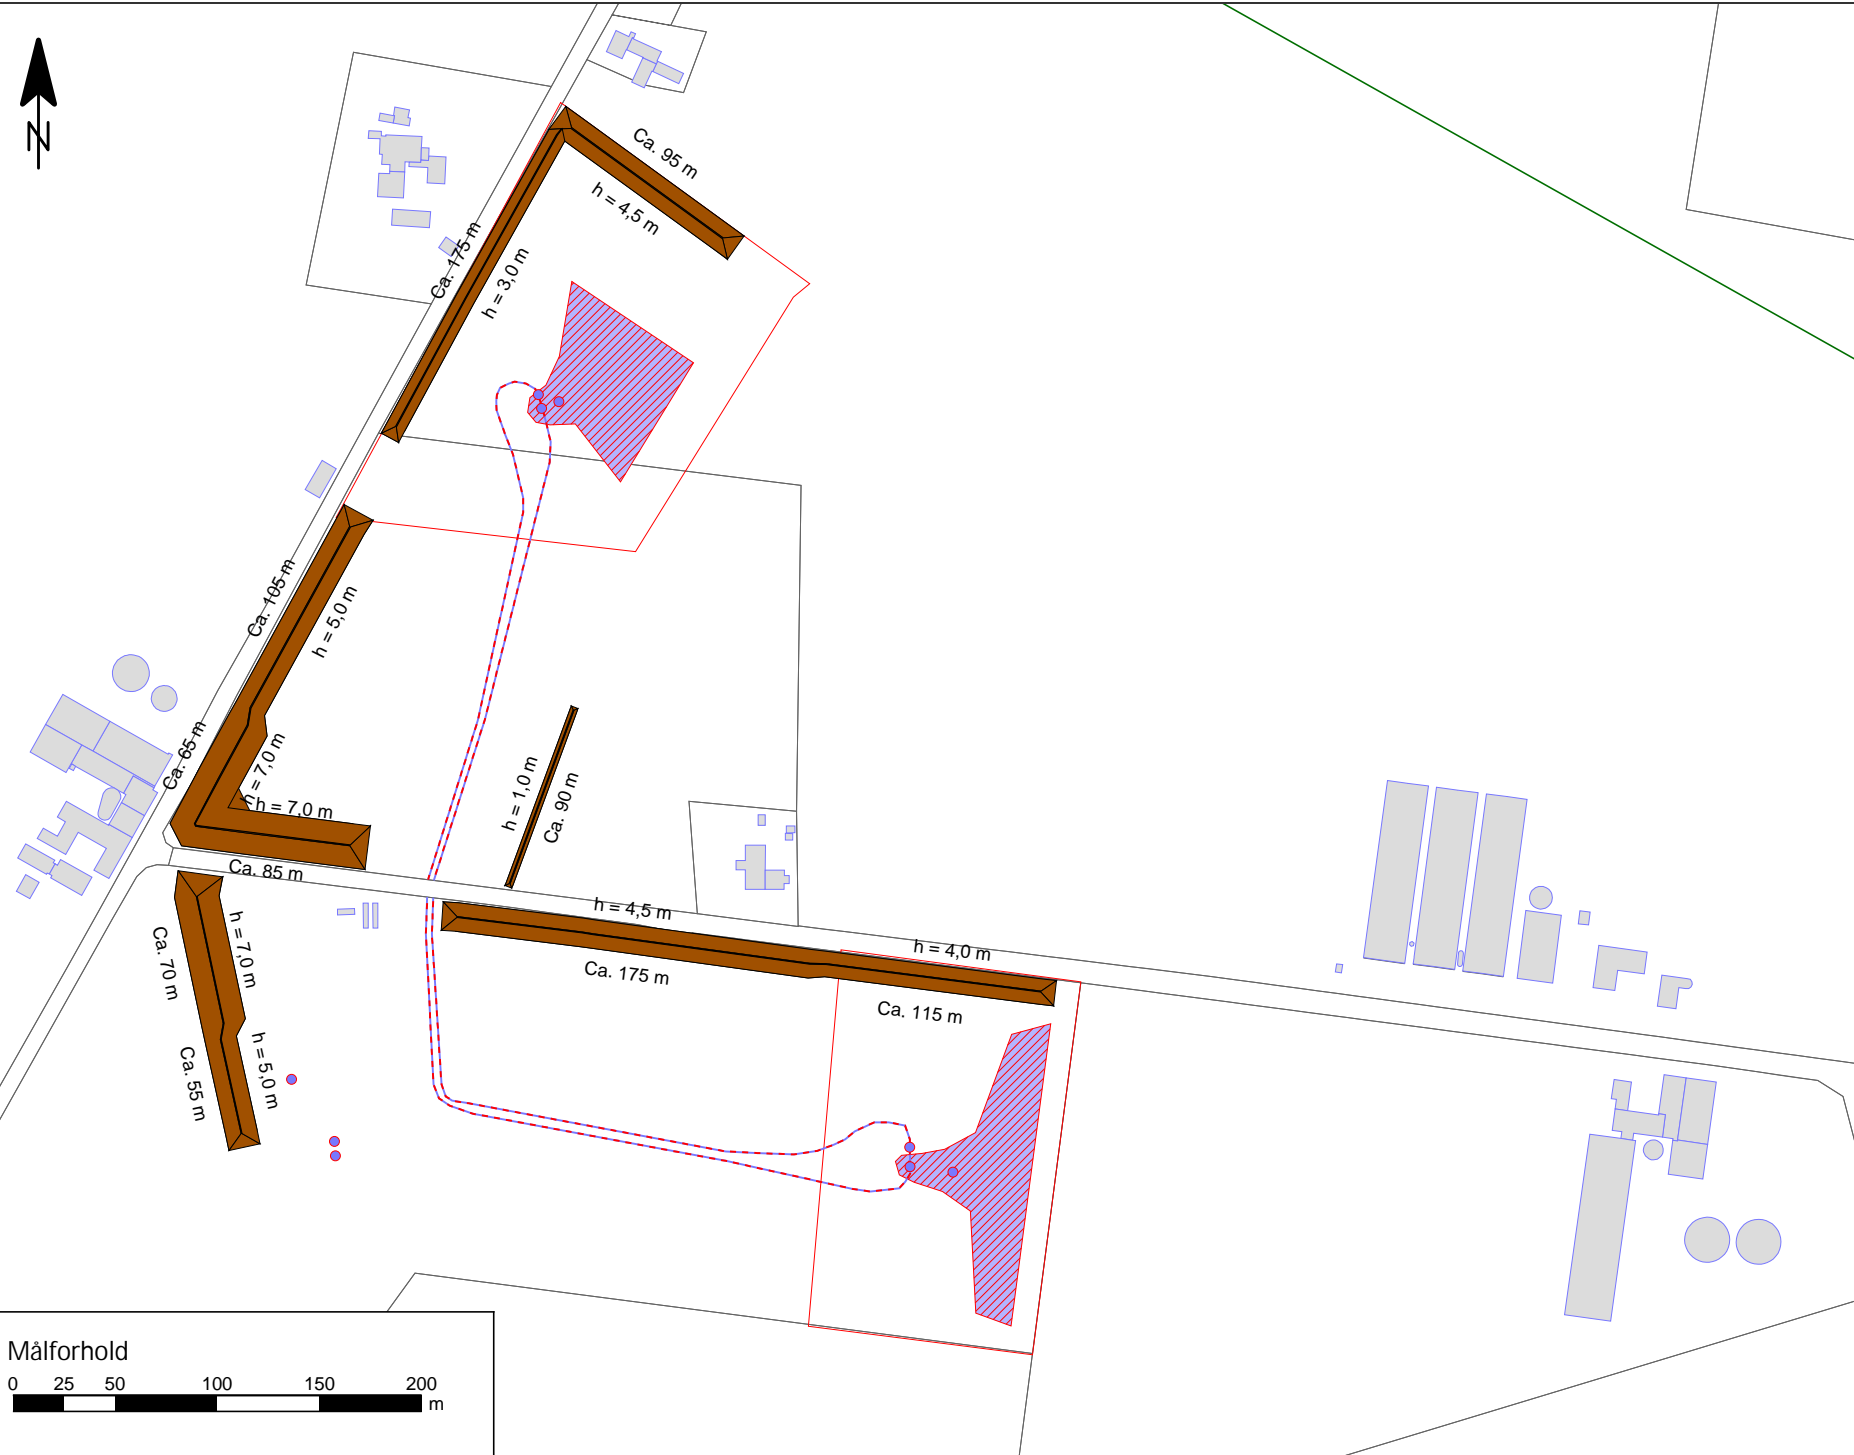 N
Ca. 95 m
h = 4,5 m
Ca. 175 m
h = 3,0 m
Ca. 105 m
h = 5,0 m
Ca. 65 m
h = 7,0 m
h = 7,0 m
Ca. 85 m
h = 1,0 m
Ca. 90 m
h = 4,5 m
Ca. 175 m
h = 4,0 m
Ca. 115 m
Ca. 70 m
h = 7,0 m
Ca. 55 m
h = 5,0 m
Målforhold
0 25 50 100 150 200
m